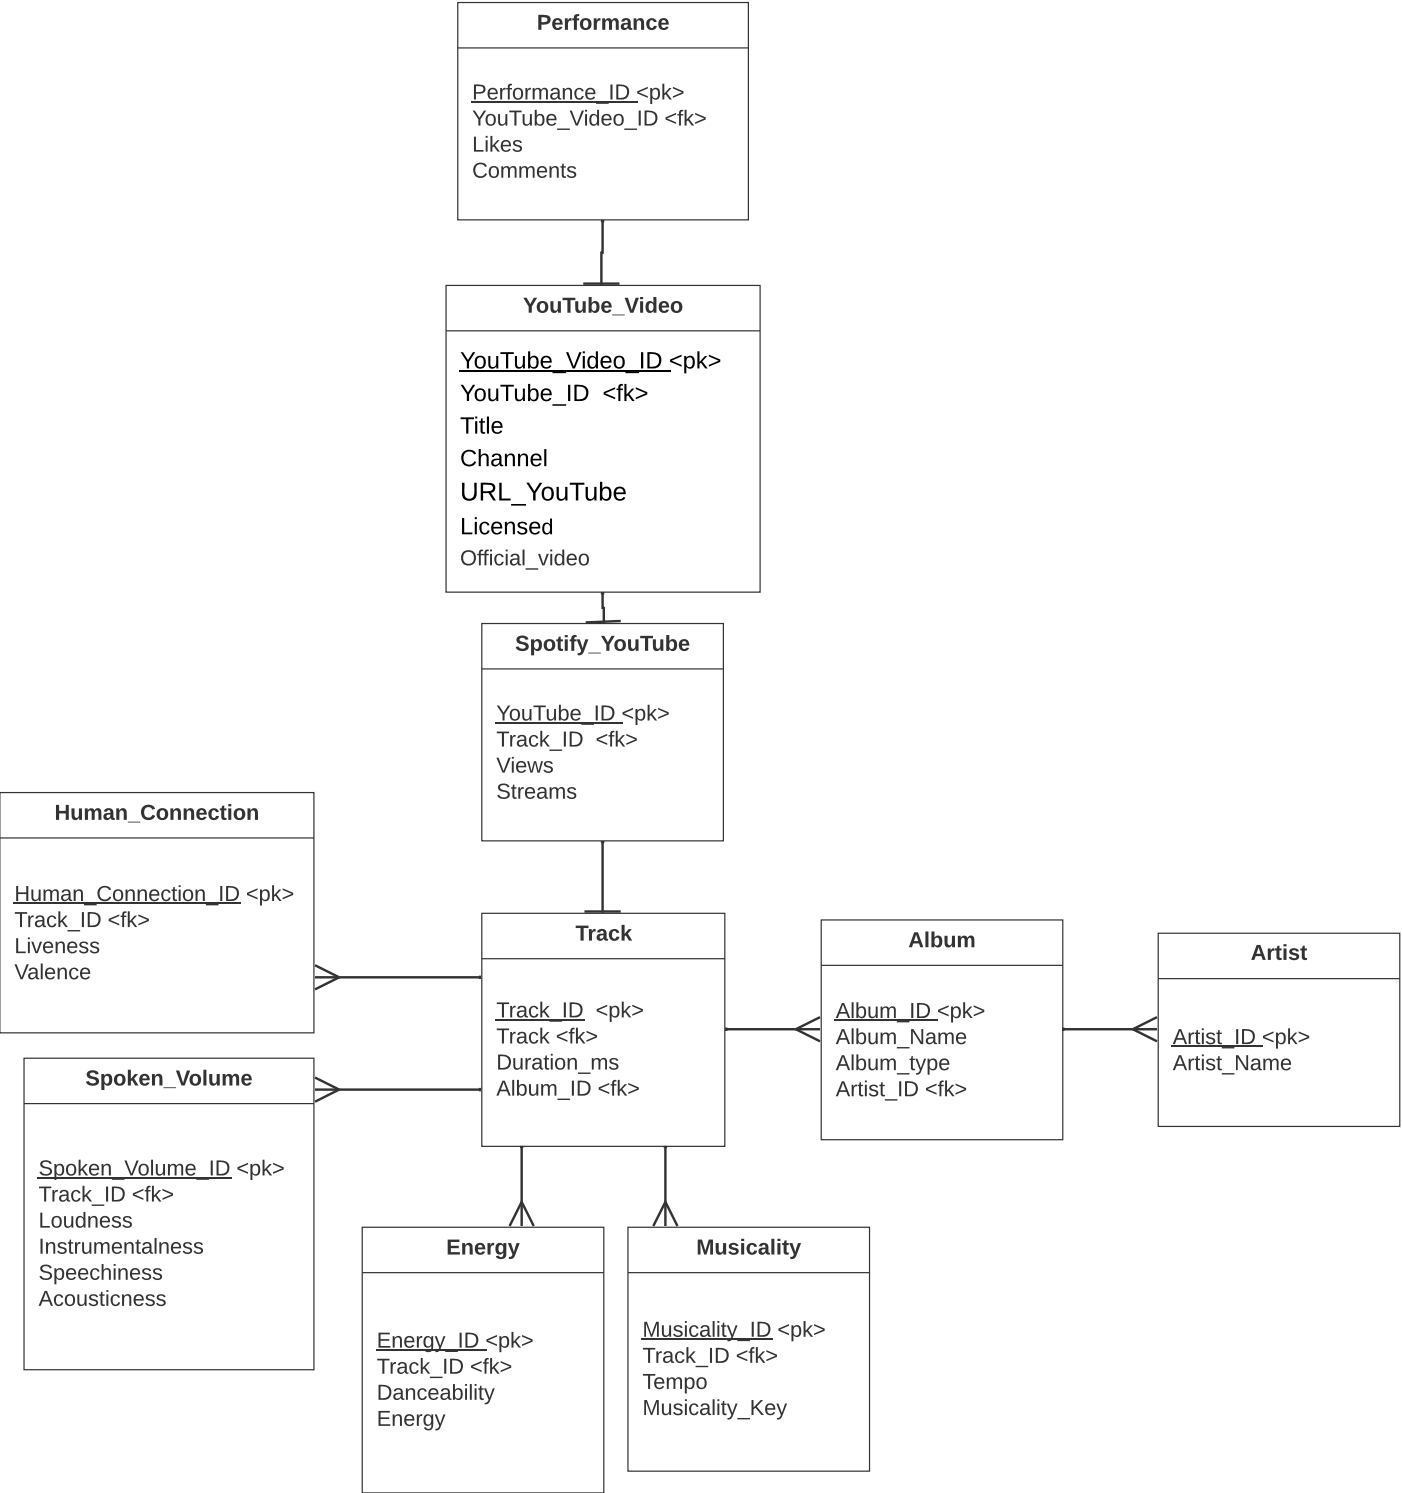 Performance
Performance_ID <pk>
YouTube_Video_ID <fk>
Likes
Comments
YouTube_Video
YouTube_Video_ID <pk>
YouTube_ID  <fk>
Title
Channel
URL_YouTube
Licensed
Official_video
Spotify_YouTube
YouTube_ID <pk>
Track_ID  <fk>
Views
Streams
Human_Connection
Human_Connection_ID <pk>
Track_ID <fk>
Liveness
Valence
Track
Track_ID  <pk>
Track <fk>
Duration_ms
Album_ID <fk>
Album
Album_ID <pk>
Album_Name
Album_type
Artist_ID <fk>
Artist
Artist_ID <pk>
Artist_Name
Spoken_Volume
Spoken_Volume_ID <pk>
Track_ID <fk>
Loudness
Instrumentalness
Speechiness
Acousticness
Energy
Energy_ID <pk>
Track_ID <fk>
Danceability
Energy
Musicality
Musicality_ID <pk>
Track_ID <fk>
Tempo
Musicality_Key